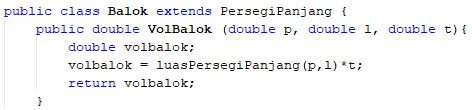 public class Balok extends PersegiPanjang {
    public double VolBalok (double p, double l, double t){
        double volbalok;
        volbalok = luasPersegiPanjang(p,l)*t;
        return volbalok;
    }